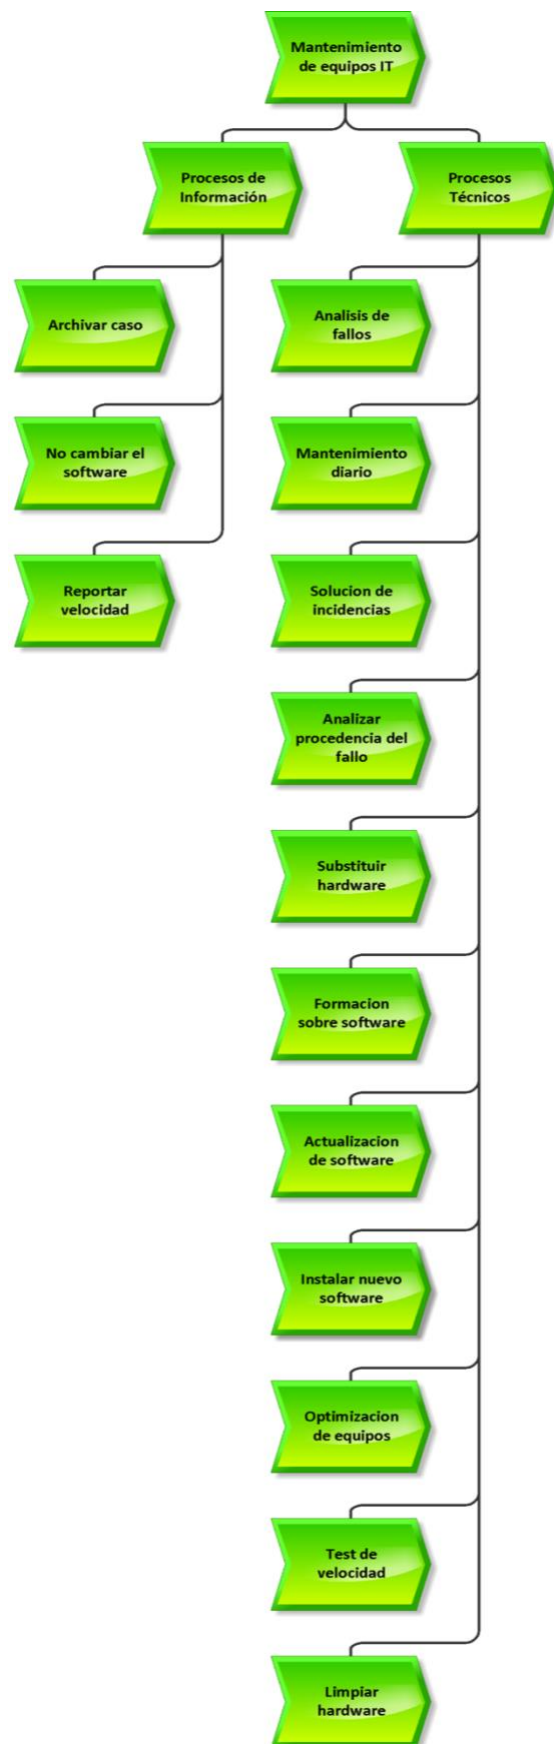 Mantenimiento
de equipos IT
Procesos de
Información
Procesos
Técnicos
Archivar caso
No cambiar el
software
Reportar
velocidad
Analisis de
fallos
Mantenimiento
diario
Solucion de
incidencias
Analizar
procedencia del
fallo
Substituir
hardware
Formacion
sobre software
Actualizacion
de software
Instalar nuevo
software
Optimizacion
de equipos
Test de
velocidad
Limpiar
hardware